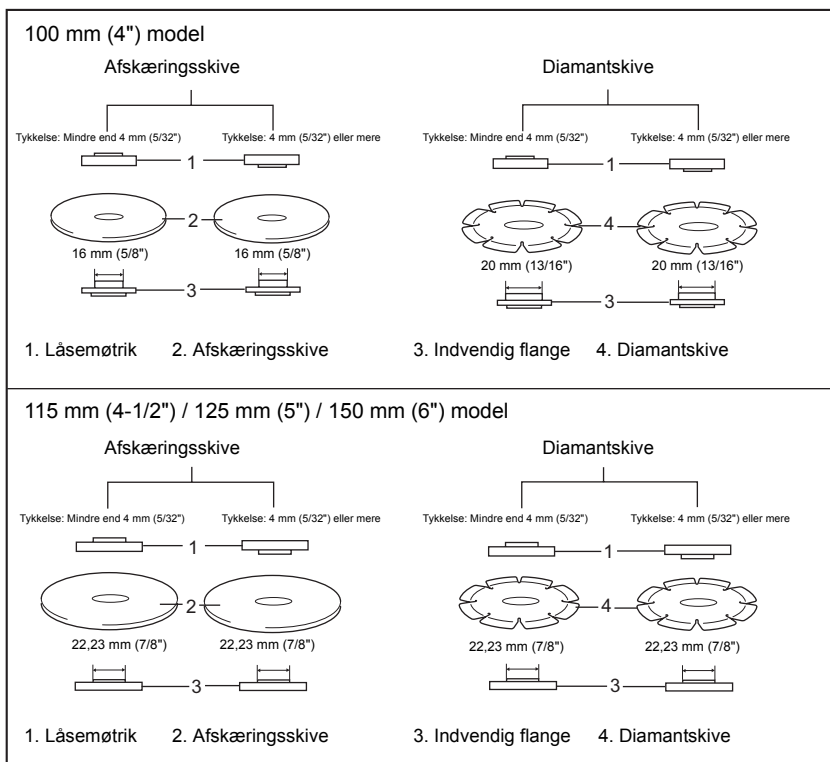 100 mm (4") model
Afskæringsskive Diamantskive
Tykkelse: Mindre end 4 mm (5/32") Tykkelse: 4 mm (5/32") eller mere Tykkelse: Mindre end 4 mm (5/32") Tykkelse: 4 mm (5/32") eller mere
1 1
2 4
16 mm (5/8") 16 mm (5/8") 20 mm (13/16") 20 mm (13/16")
3 3
1. Låsemøtrik 2. Afskæringsskive 3. Indvendig flange 4. Diamantskive
115 mm (4-1/2") / 125 mm (5") / 150 mm (6") model
Afskæringsskive Diamantskive
Tykkelse: Mindre end 4 mm (5/32") Tykkelse: 4 mm (5/32") eller mere Tykkelse: Mindre end 4 mm (5/32") Tykkelse: 4 mm (5/32") eller mere
1 1
2 4
22,23 mm (7/8") 22,23 mm (7/8") 22,23 mm (7/8") 22,23 mm (7/8")
3 3
1. Låsemøtrik 2. Afskæringsskive 3. Indvendig flange 4. Diamantskive